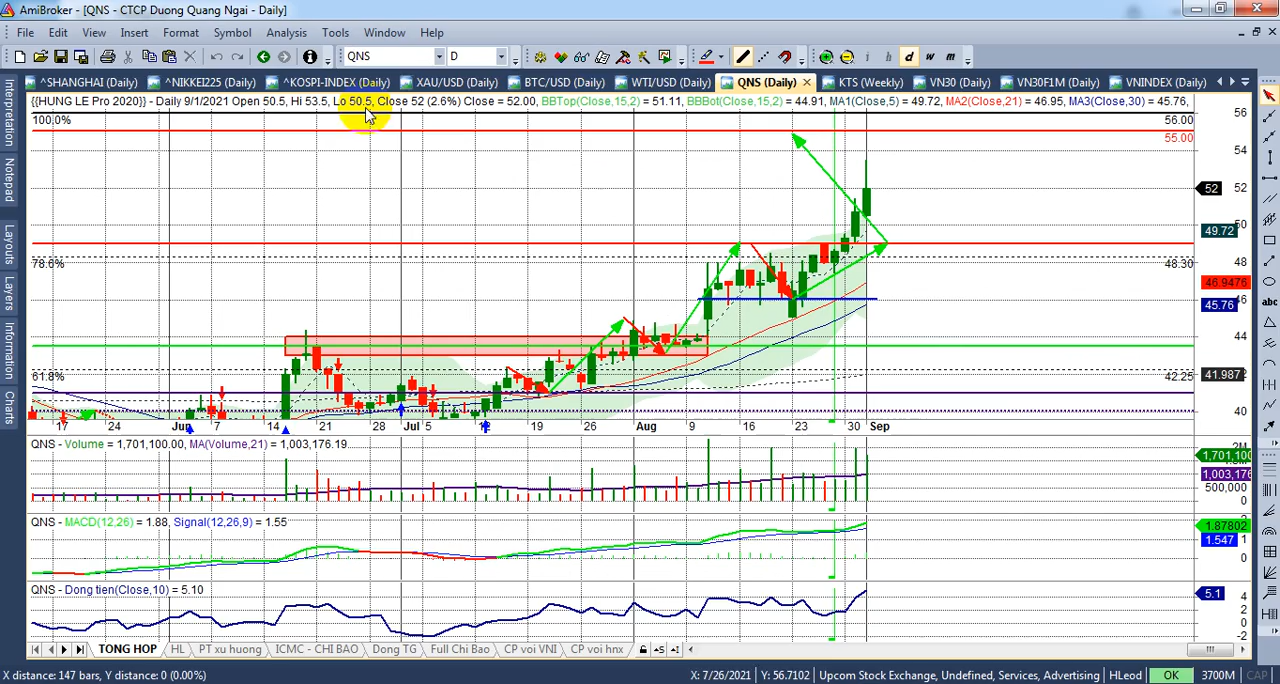 AmiBroker - [QNS - CTCP Duong Quang Ngai - Daily]
File Edit View Insert Format Symbol Analysis Tools Window Help
QNS D d w m
^SHANGHAI (Daily) ^NIKKEI225 (Daily) ^KOSPI-INDEX (Daily) XAU/USD (Daily) BTC/USD (Daily) WTI/USD (Daily) QNS (Daily) KTS (Weekly) VN30 (Daily) VN30F1M (Daily) VNINDEX (Daily)
{{HUNG LE Pro 2020}} - Daily 9/1/2021 Open 50.5, Hi 53.5, Lo 50.5, Close 52 (2.6%) Close = 52.00, BBTop(Close,15,2) = 51.11, BBBot(Close,15,2) = 44.91, MA1(Close,5) = 49.72, MA2(Close,21) = 46.95, MA3(Close,30) = 45.76,
Interpretation
Notepad
Layouts
Layers
Information
Charts
100.0% 56.00 56
55.00
54
52 52
50
49.72
78.6% 48.30 48
46.9476
46
45.76
44
61.8% 42.25 41.987
40
17 24 Jun 7 14 21 28 Jul 5 12 19 26 Aug 9 16 23 30 Sep
QNS - Volume = 1,701,100.00, MA(Volume,21) = 1,003,176.19
2M
1,701,100
1,003,176
500,000
0
QNS - MACD(12,26) = 1.88, Signal(12,26,9) = 1.55
1.87802
1.547
1
0
QNS - Dong tien(Close,10) = 5.10
5.1
4
2
0
-2
TONG HOP HL PT xu huong ICMC - CHI BAO Dong TG Full Chi Bao CP voi VNI CP voi hnx
X distance: 147 bars, Y distance: 0 (0.00%) X: 7/26/2021 Y: 56.7102 Upcom Stock Exchange, Undefined, Services, Advertising HLeod OK 3700M CAP